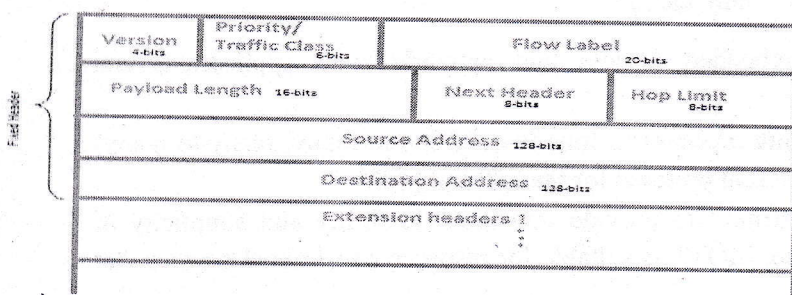 Version
4-bits
Priority/
Traffic Class
8-bits
Flow Label
20-bits
Payload Length 16-bits
Next Header
8-bits
Hop Limit
8-bits
Fixed Header
Source Address 128-bits
Destination Address 128-bits
Extension headers 1